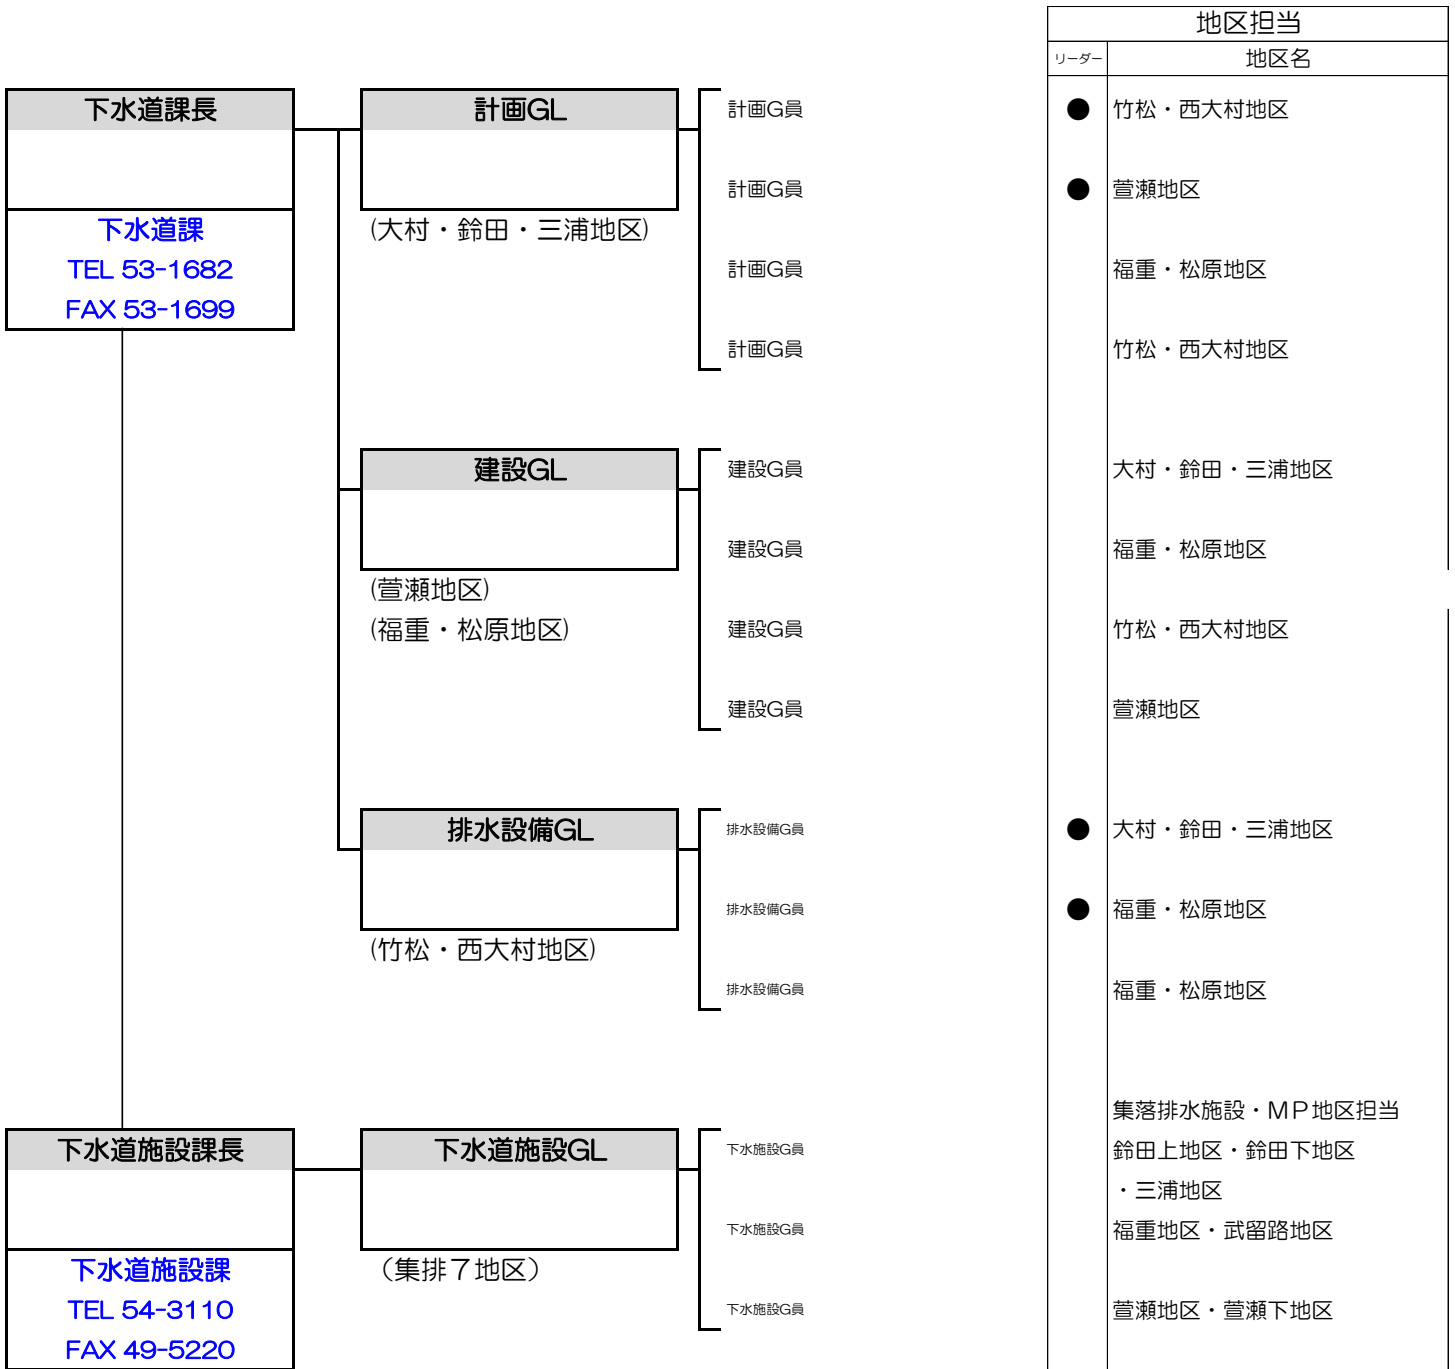 地区担当
リーダー 地区名
下水道課長 計画GL 計画G員 ● 竹松・西大村地区
計画G員 ● 萱瀬地区
下水道課 (大村・鈴田・三浦地区)
TEL 53-1682 計画G員 福重・松原地区
FAX 53-1699
計画G員 竹松・西大村地区
建設GL 建設G員 大村・鈴田・三浦地区
建設G員 福重・松原地区
(萱瀬地区)
(福重・松原地区) 建設G員 竹松・西大村地区
建設G員 萱瀬地区
排水設備GL 排水設備G員 ● 大村・鈴田・三浦地区
排水設備G員 ● 福重・松原地区
(竹松・西大村地区)
排水設備G員 福重・松原地区
集落排水施設・MP地区担当
下水道施設課長 下水道施設GL 下水施設G員 鈴田上地区・鈴田下地区
・三浦地区
下水施設G員 福重地区・武留路地区
下水道施設課 （集排７地区）
TEL 54-3110 下水施設G員 萱瀬地区・萱瀬下地区
FAX 49-5220